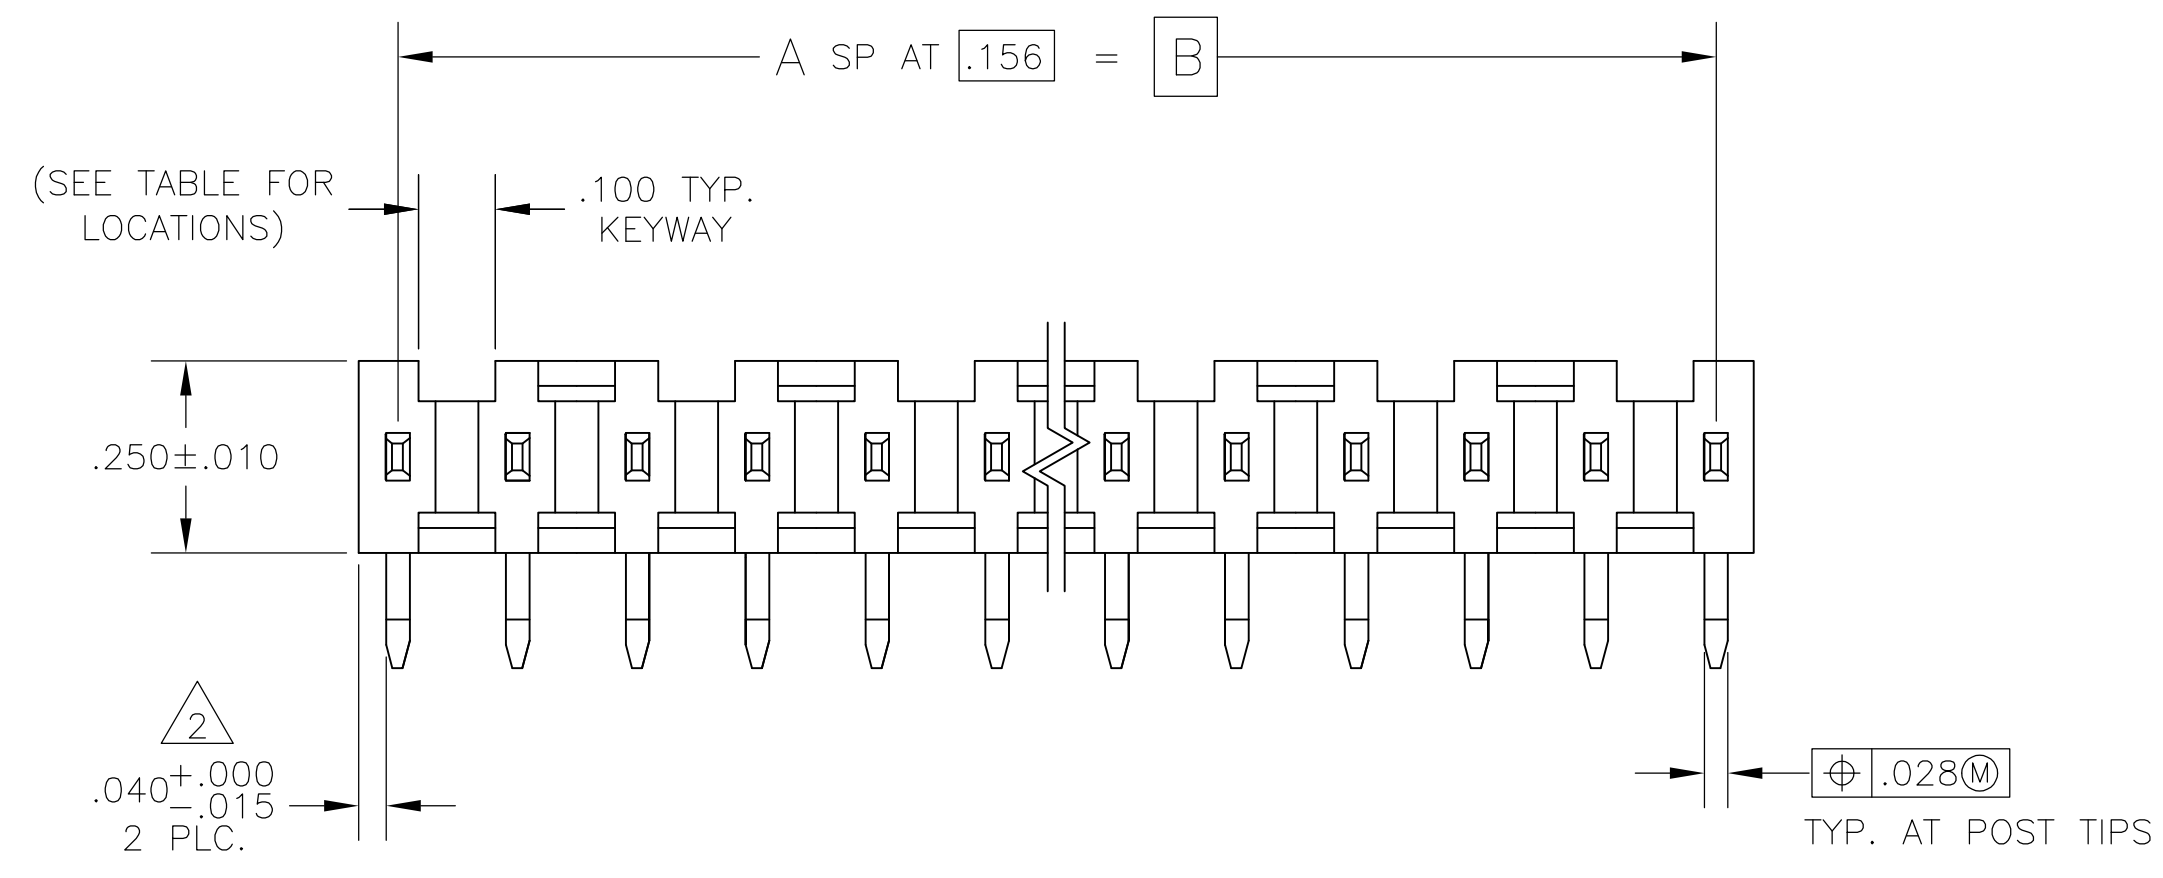 A SP AT .156 = B
(SEE TABLE FOR
LOCATIONS)
.100 TYP.
KEYWAY
.250±.010
2
.040+.000
-.015
2 PLC.
⌖ .028Ⓜ
TYP. AT POST TIPS